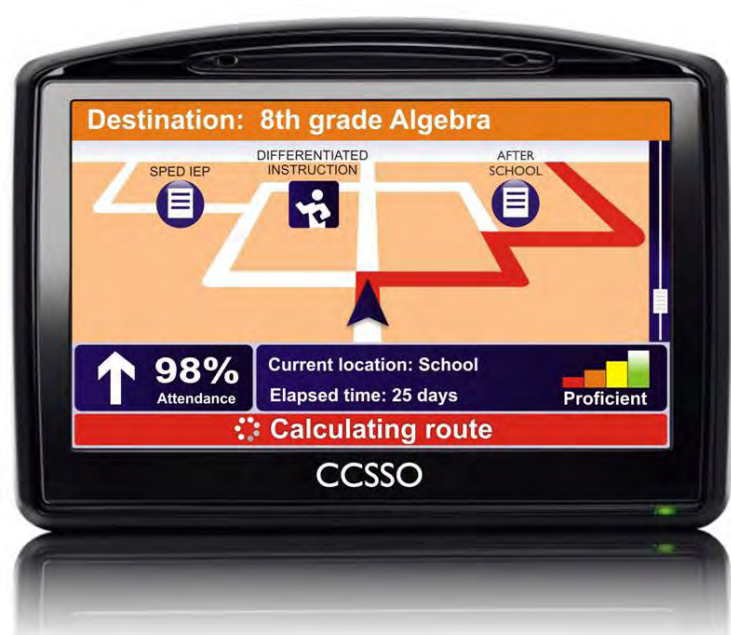 Destination: 8th grade Algebra
SPED IEP
DIFFERENTIATED
INSTRUCTION
AFTER
SCHOOL
98%
Attendance
Current location: School
Elapsed time: 25 days
Proficient
Calculating route
CCSSO